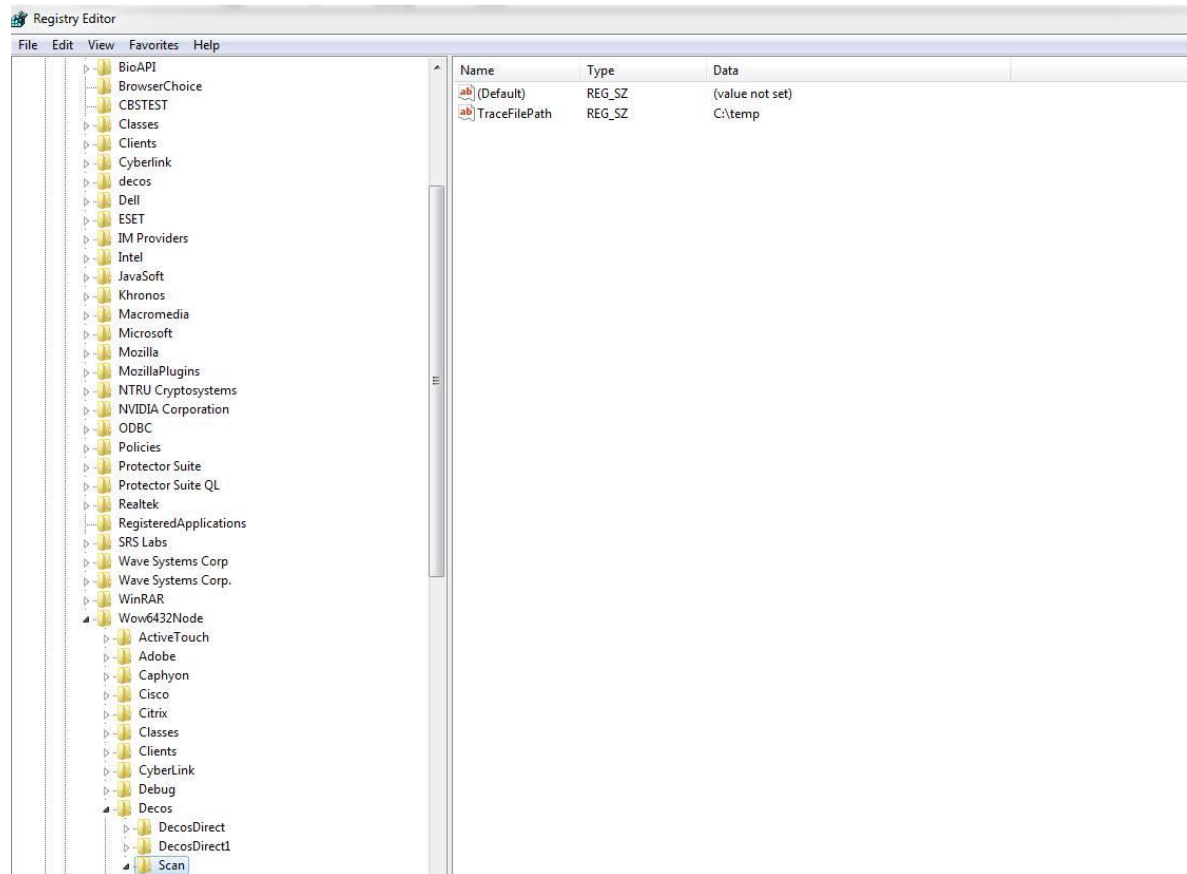 Registry Editor
File Edit View Favorites Help
BioAPI
BrowserChoice
CBSTEST
Classes
Clients
Cyberlink
decos
Dell
ESET
IM Providers
Intel
JavaSoft
Khronos
Macromedia
Microsoft
Mozilla
MozillaPlugins
NTRU Cryptosystems
NVIDIA Corporation
ODBC
Policies
Protector Suite
Protector Suite QL
Realtek
RegisteredApplications
SRS Labs
Wave Systems Corp
Wave Systems Corp.
WinRAR
Wow6432Node
ActiveTouch
Adobe
Caphyon
Cisco
Citrix
Classes
Clients
CyberLink
Debug
Decos
DecosDirect
DecosDirect1
Scan
Name Type Data
ab (Default) REG_SZ (value not set)
ab TraceFilePath REG_SZ C:\temp